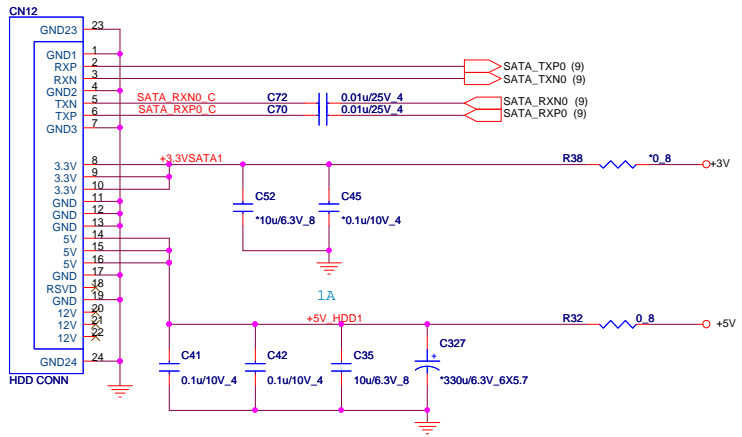 CN12
GND23 23
GND1 1
RXP 2 SATA_TXP0 (9)
RXN 3 SATA_TXN0 (9)
GND2 4
TXN 5 SATA_RXN0_C C72 0.01u/25V_4 SATA_RXN0 (9)
TXP 6 SATA_RXP0_C C70 0.01u/25V_4 SATA_RXP0 (9)
GND3 7
3.3V 8 +3.3VSATA1 R38 *0_8 +3V
3.3V 9
3.3V 10
GND 11 C52 C45
GND 12
GND 13 *10u/6.3V_8 *0.1u/10V_4
5V 14
5V 15
5V 16
GND 17
RSVD 18
GND 19 1A
12V 20
12V 21 +5V_HDD1 R32 0_8 +5V
12V 22
C327
GND24 24 C41 C42 C35 +
HDD CONN 0.1u/10V_4 0.1u/10V_4 10u/6.3V_8 *330u/6.3V_6X5.7